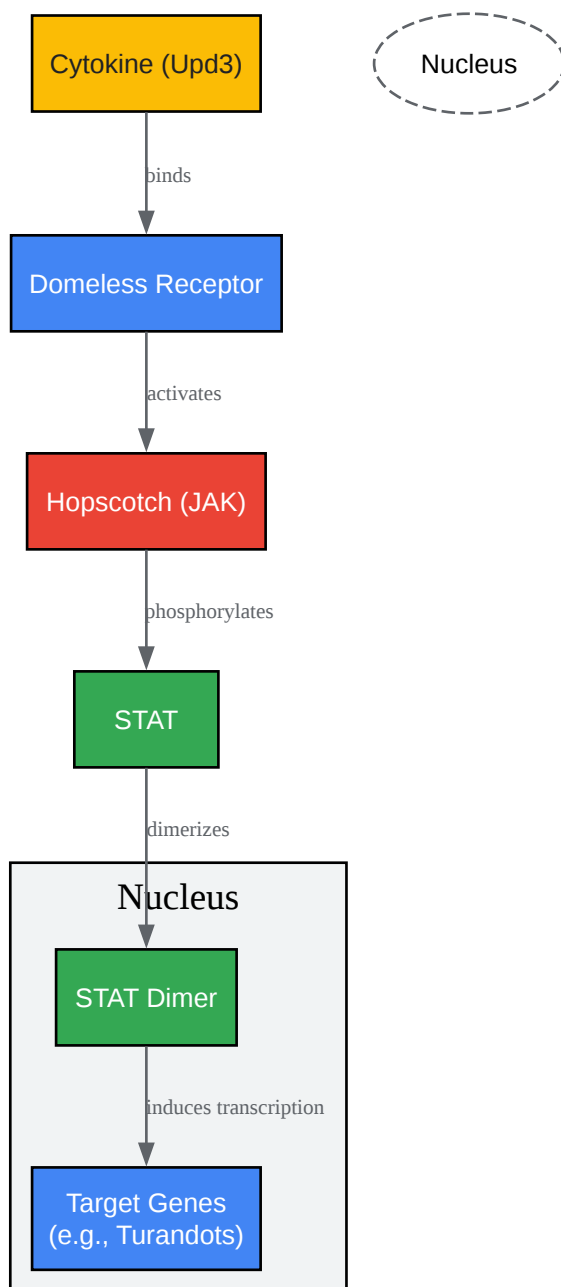 Cytokine (Upd3)
Nucleus
binds
Domeless Receptor
activates
Hopscotch (JAK)
phosphorylates
STAT
dimerizes
Nucleus
STAT Dimer
induces transcription
Target Genes
(e.g., Turandots)